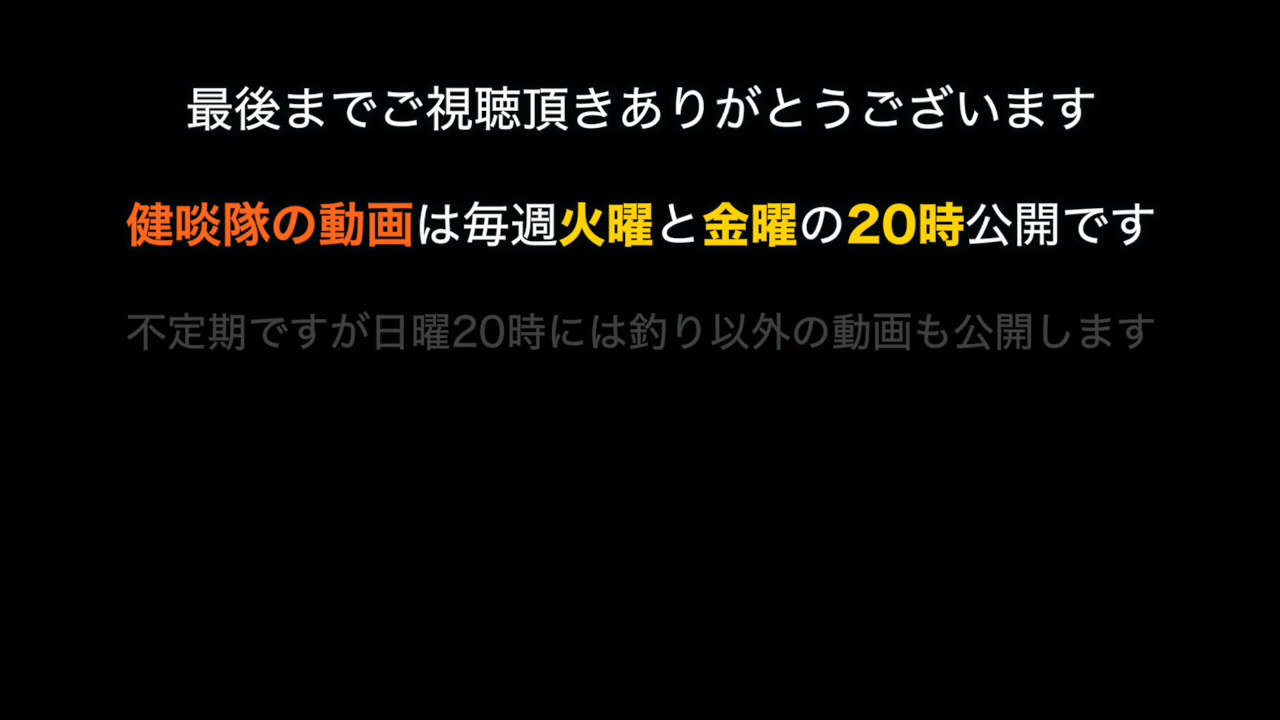 最後までご視聴頂きありがとうございます
健啖隊の動画は毎週火曜と金曜の20時公開です
不定期ですが日曜20時には釣り以外の動画も公開します